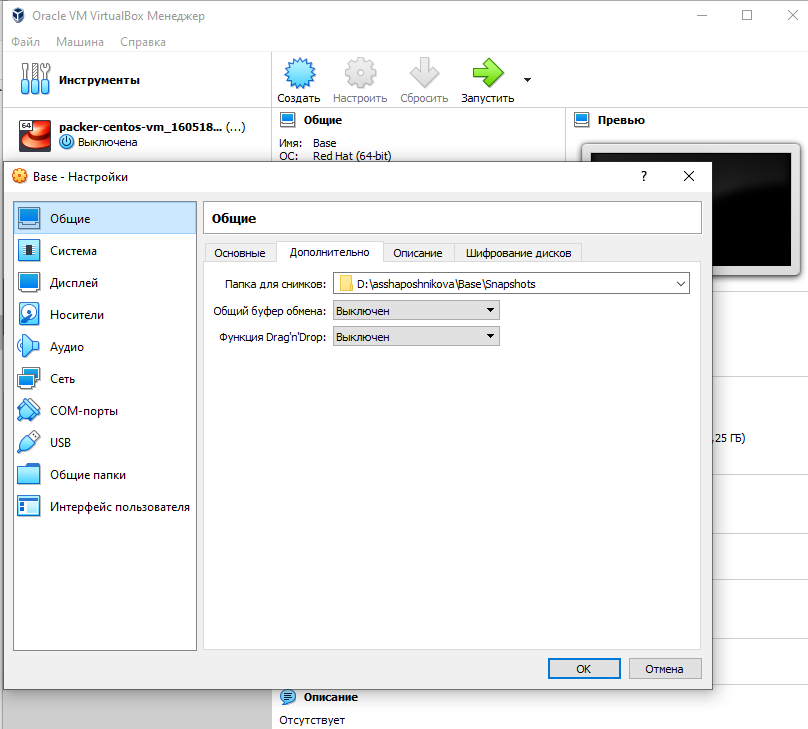 Oracle VM VirtualBox Менеджер
Файл Машина Справка
Инструменты
Создать Настроить Сбросить Запустить
64 packer-centos-vm_160518... (...)
Выключена
Общие
Имя: Base
ОС: Red Hat (64-bit)
Превью
Base - Настройки ?
Общие
Система
Дисплей
Носители
Аудио
Сеть
COM-порты
USB
Общие папки
Интерфейс пользователя
Общие
Основные Дополнительно Описание Шифрование дисков
Папка для снимков: D:\asshaposhnikova\Base\Snapshots
Общий буфер обмена: Выключен
Функция Drag'n'Drop: Выключен
OK Отмена
,25 ГБ)
Описание
Отсутствует